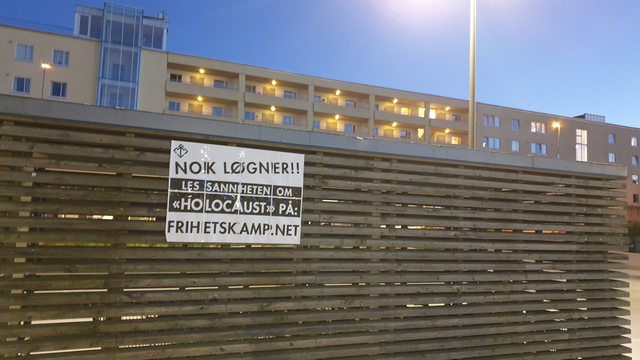 NOK LØGNER!!
LES SANNHETEN OM
«HOLOCAUST» PÅ:
FRIHETSKAMP.NET